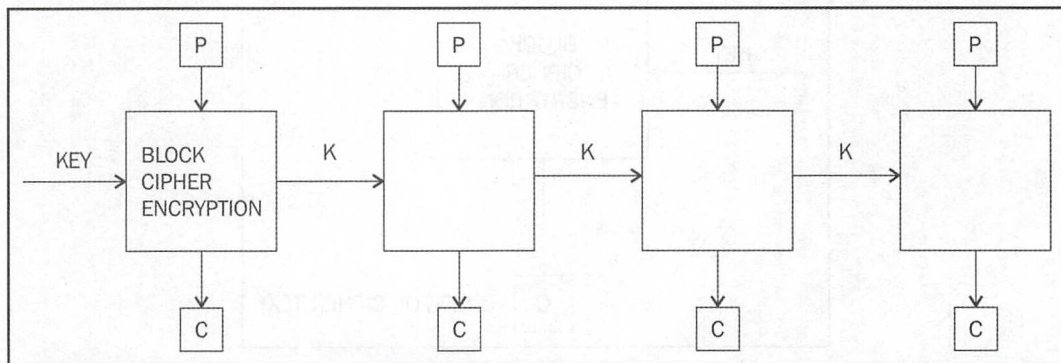 P P P P
KEY BLOCK K K K
CIPHER
ENCRYPTION
C C C C